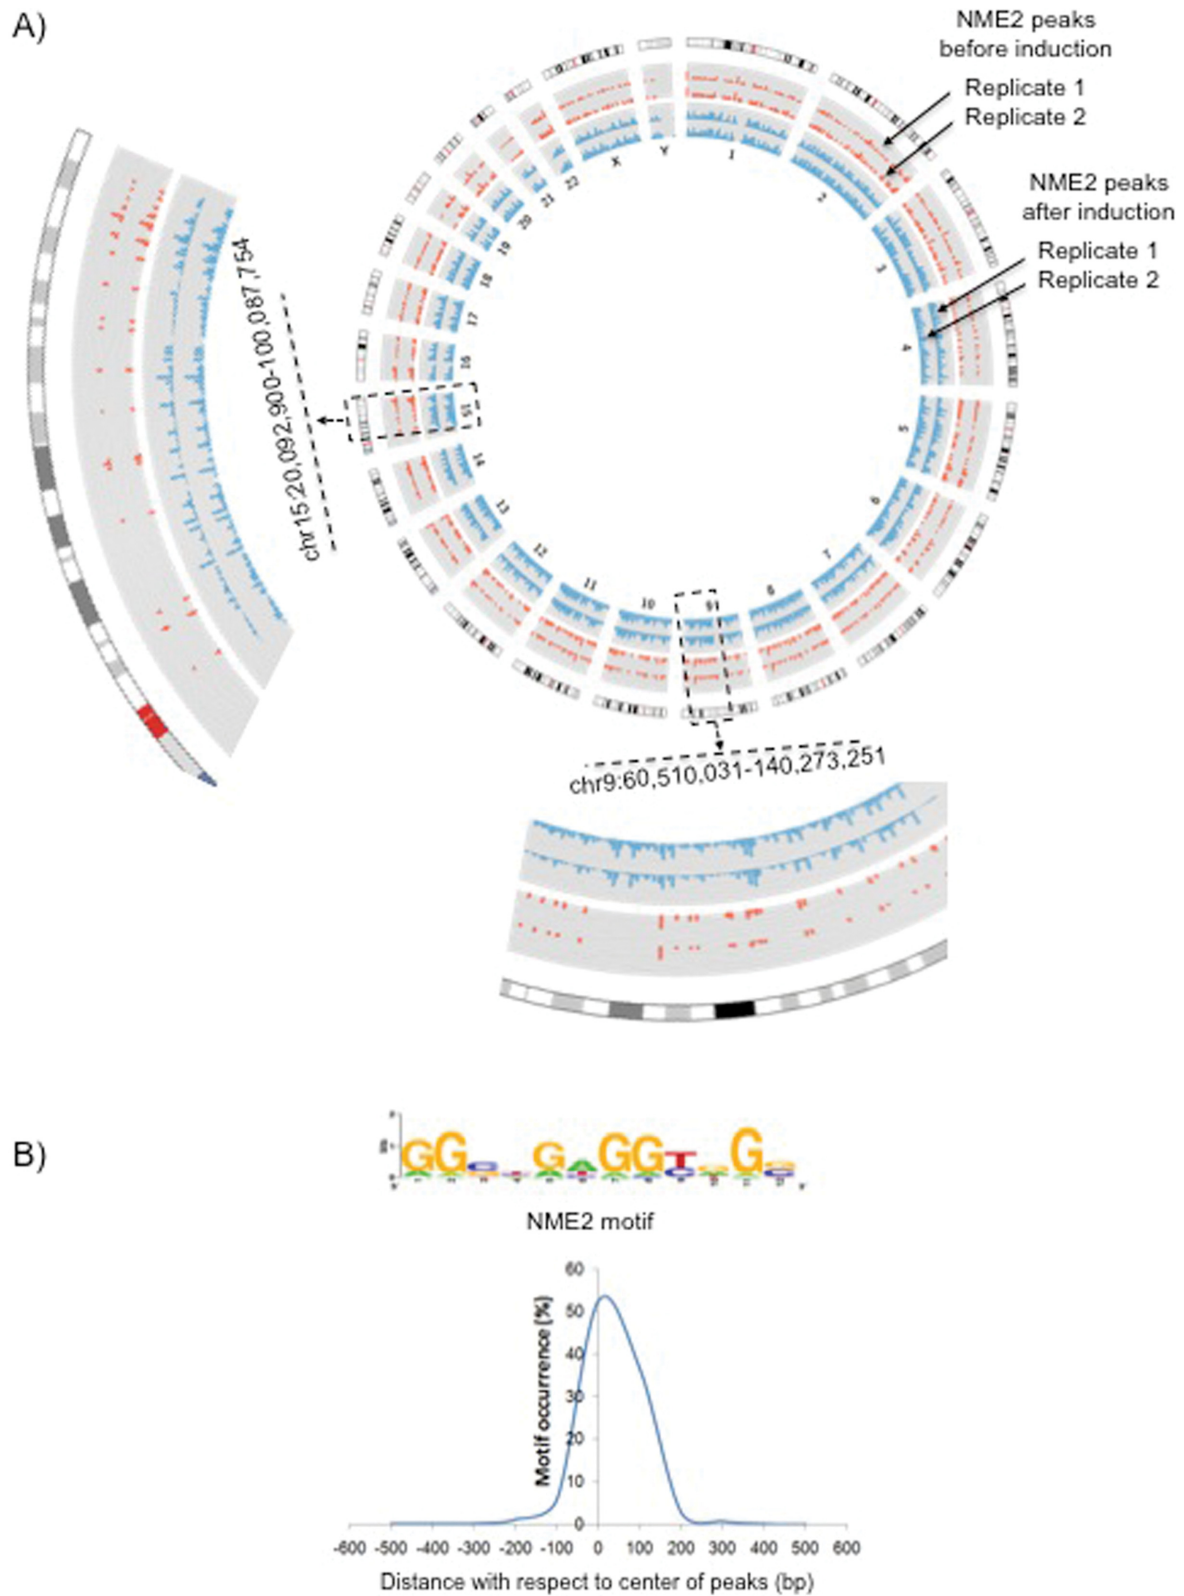 A)
NME2 peaks
before induction
Replicate 1
Replicate 2
NME2 peaks
after induction
Replicate 1
Replicate 2
1
2
3
4
5
6
7
8
9
10
11
12
13
14
15
16
17
18
19
20
21
22
X
Y
chr15:20,092,900-100,087,754
chr9:60,510,031-140,273,251
B)
GG GAGGT G
NME2 motif
Motif occurrence (%)
60
50
40
30
20
10
0
-600 -500 -400 -300 -200 -100 0 100 200 300 400 500 600
Distance with respect to center of peaks (bp)